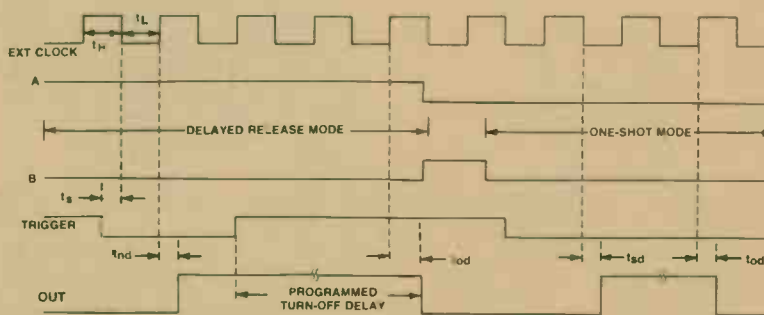 tH
tL
EXT CLOCK
A
DELAYED RELEASE MODE
ONE-SHOT MODE
B
ts
TRIGGER
tnd
tod
tsd
tod
OUT
PROGRAMMED
TURN-OFF DELAY